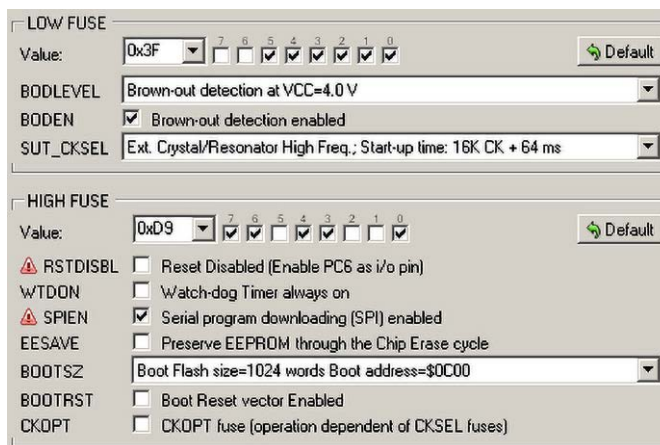 LOW FUSE
7 6 5 4 3 2 1 0
Value: 0x3F Default
BODLEVEL Brown-out detection at VCC=4.0 V
BODEN Brown-out detection enabled
SUT_CKSEL Ext. Crystal/Resonator High Freq.; Start-up time: 16K CK + 64 ms
HIGH FUSE
7 6 5 4 3 2 1 0
Value: 0xD9 Default
RSTDISBL Reset Disabled (Enable PC6 as i/o pin)
WTDON Watch-dog Timer always on
SPIEN Serial program downloading (SPI) enabled
EESAVE Preserve EEPROM through the Chip Erase cycle
BOOTSZ Boot Flash size=1024 words Boot address=$0C00
BOOTRST Boot Reset vector Enabled
CKOPT CKOPT fuse (operation dependent of CKSEL fuses)